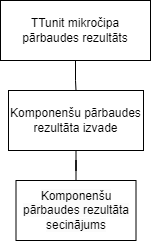 TTunit mikročipa
pārbaudes rezultāts
Komponenšu pārbaudes
rezultāta izvade
Komponenšu
pārbaudes rezultāta
secinājums